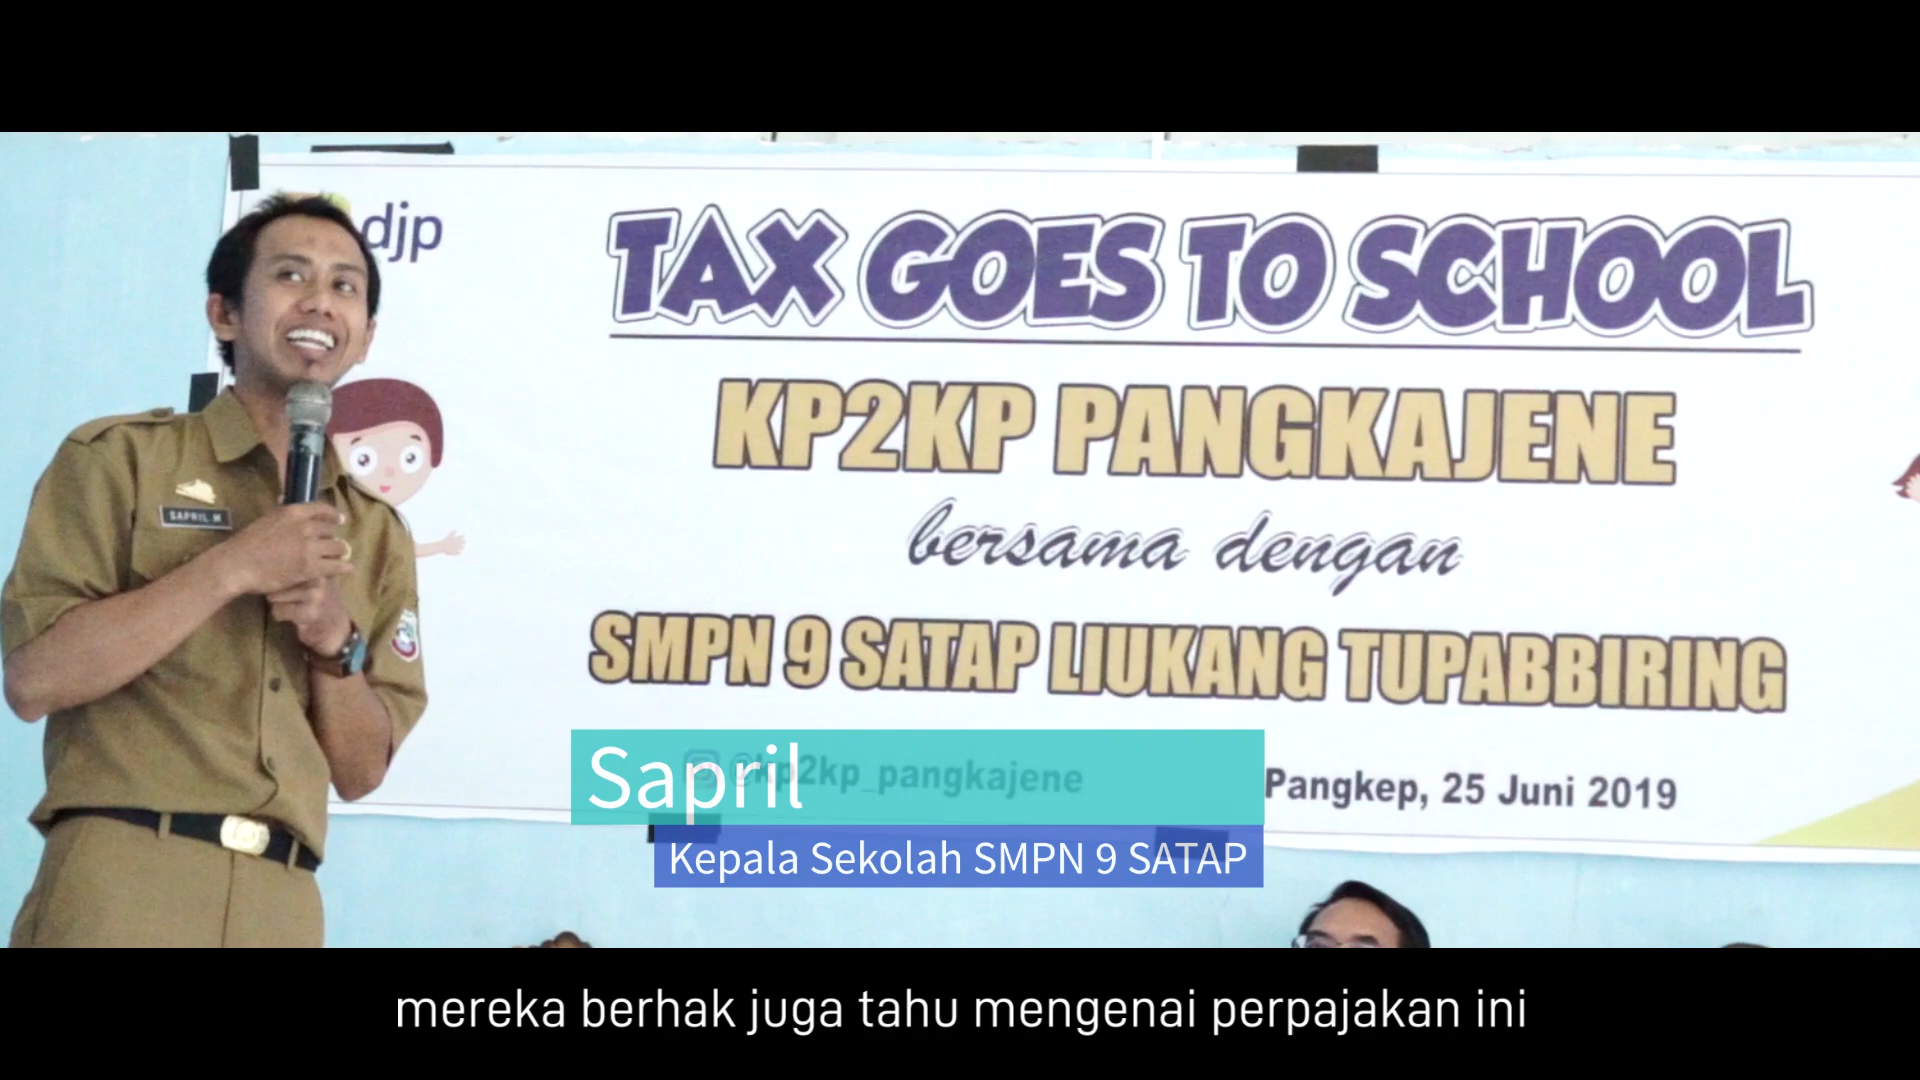 djp
TAX GOES TO SCHOOL
KP2KP PANGKAJENE
bersama dengan
SMPN 9 SATAP LIUKANG TUPABBIRING
SAPRIL.M
@kp2kp_pangkajene
Pangkep, 25 Juni 2019
Sapril
Kepala Sekolah SMPN 9 SATAP
mereka berhak juga tahu mengenai perpajakan ini